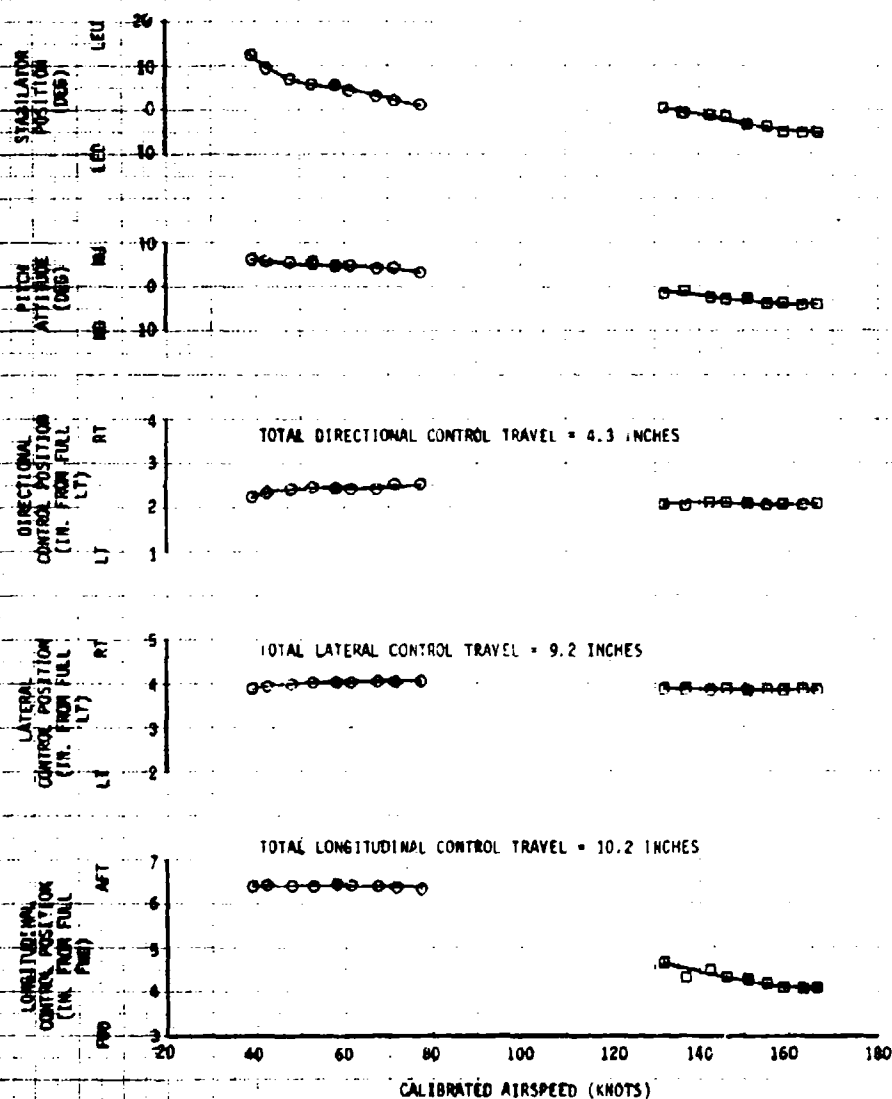 STABILATOR
POSITION
(DEG)
LED LEU
20
10
0
10
PITCH
ATTITUDE
(DEG)
10
0
10
DIRECTIONAL
CONTROL POSITION
(IN. FROM FULL
LT)
LT RT
4
3
2
1
TOTAL DIRECTIONAL CONTROL TRAVEL = 4.3 INCHES
LATERAL
CONTROL POSITION
(IN. FROM FULL
LT)
LT RT
5
4
3
2
TOTAL LATERAL CONTROL TRAVEL = 9.2 INCHES
LONGITUDINAL
CONTROL POSITION
(IN. FROM FULL
FWD)
FWD AFT
7
6
5
4
3
TOTAL LONGITUDINAL CONTROL TRAVEL = 10.2 INCHES
20 40 60 80 100 120 140 160 180
CALIBRATED AIRSPEED (KNOTS)